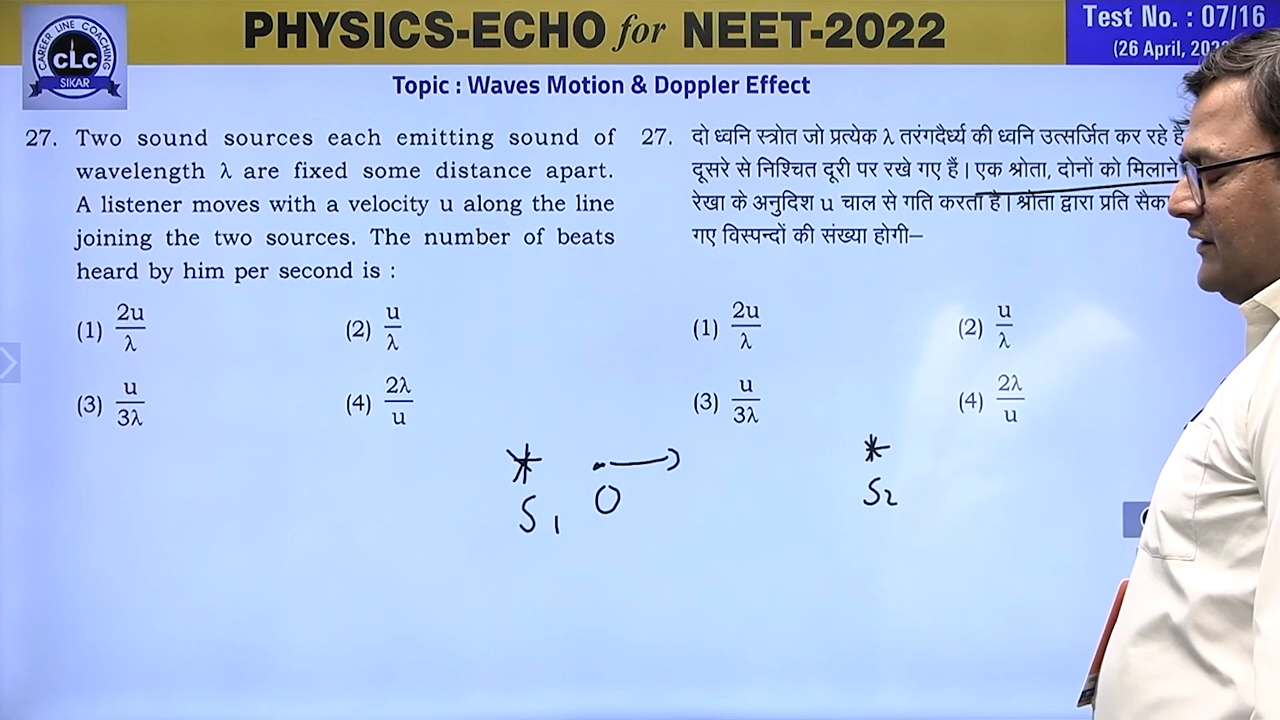 PHYSICS-ECHO for NEET-2022
Test No. : 07/16
(26 April, 202
CAREER LINE COACHING
CLC
SIKAR
Topic : Waves Motion & Doppler Effect
27. Two sound sources each emitting sound of
wavelength λ are fixed some distance apart.
A listener moves with a velocity u along the line
joining the two sources. The number of beats
heard by him per second is :
(1) 2u/λ (2) u/λ
(3) u/3λ (4) 2λ/u
27. दो ध्वनि स्त्रोत जो प्रत्येक λ तरंगदैर्ध्य की ध्वनि उत्सर्जित कर रहे है
दूसरे से निश्चित दूरी पर रखे गए हैं। एक श्रोता, दोनों को मिलाने
रेखा के अनुदिश u चाल से गति करता है। श्रोता द्वारा प्रति सैक
गए विस्पन्दों की संख्या होगी–
(1) 2u/λ (2) u/λ
(3) u/3λ (4) 2λ/u
S1 O S2